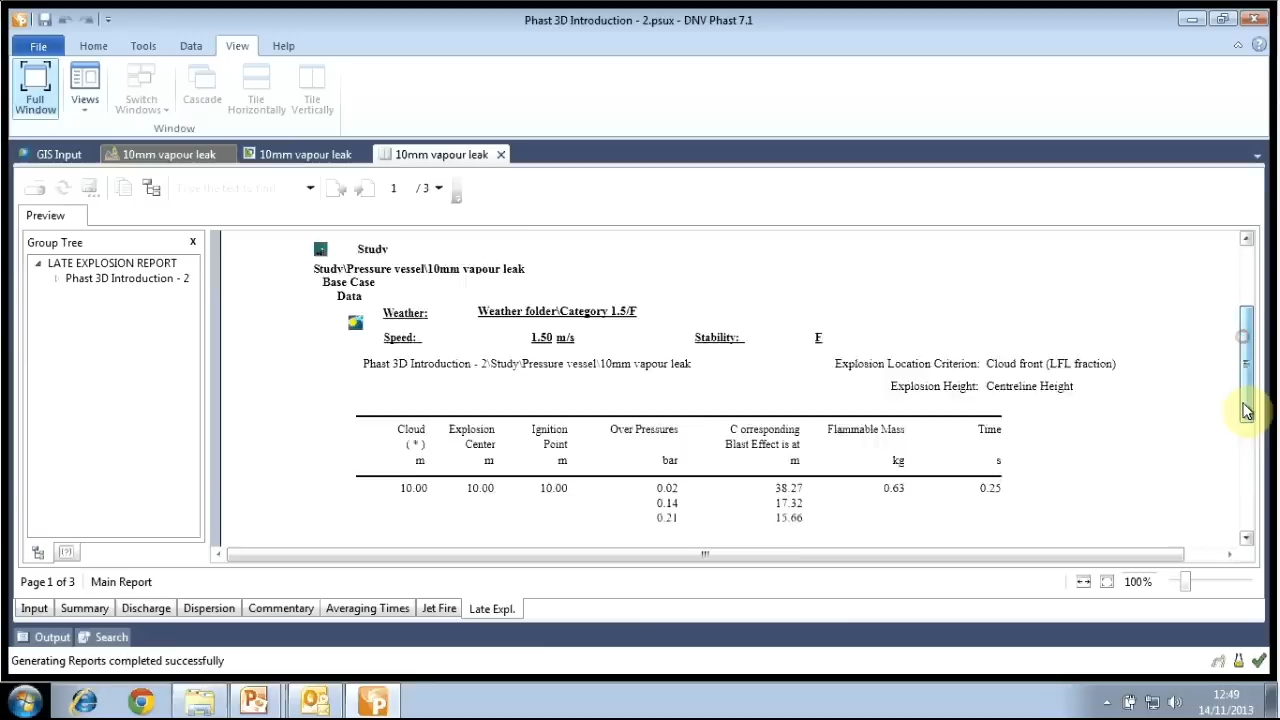 Phast 3D Introduction - 2.psux - DNV Phast 7.1
File Home Tools Data View Help
Full Window
Views
Switch Windows
Cascade
Tile Horizontally
Tile Vertically
Window
GIS Input 10mm vapour leak 10mm vapour leak 10mm vapour leak
1 / 3
Preview
Group Tree x
LATE EXPLOSION REPORT
Phast 3D Introduction - 2
Study
Study\Pressure vessel\10mm vapour leak
Base Case
Data
Weather: Weather folder\Category 1.5/F
Speed: 1.50 m/s Stability: F
Phast 3D Introduction - 2\Study\Pressure vessel\10mm vapour leak Explosion Location Criterion: Cloud front (LFL fraction)
Explosion Height: Centreline Height
Cloud Explosion Ignition Over Pressures C orresponding Flammable Mass Time
( * ) Center Point Blast Effect is at
m m m bar m kg s
10.00 10.00 10.00 0.02 38.27 0.63 0.25
0.14 17.32
0.21 15.66
Page 1 of 3 Main Report 100%
Input Summary Discharge Dispersion Commentary Averaging Times Jet Fire Late Expl.
Output Search
Generating Reports completed successfully
12:49
14/11/2013